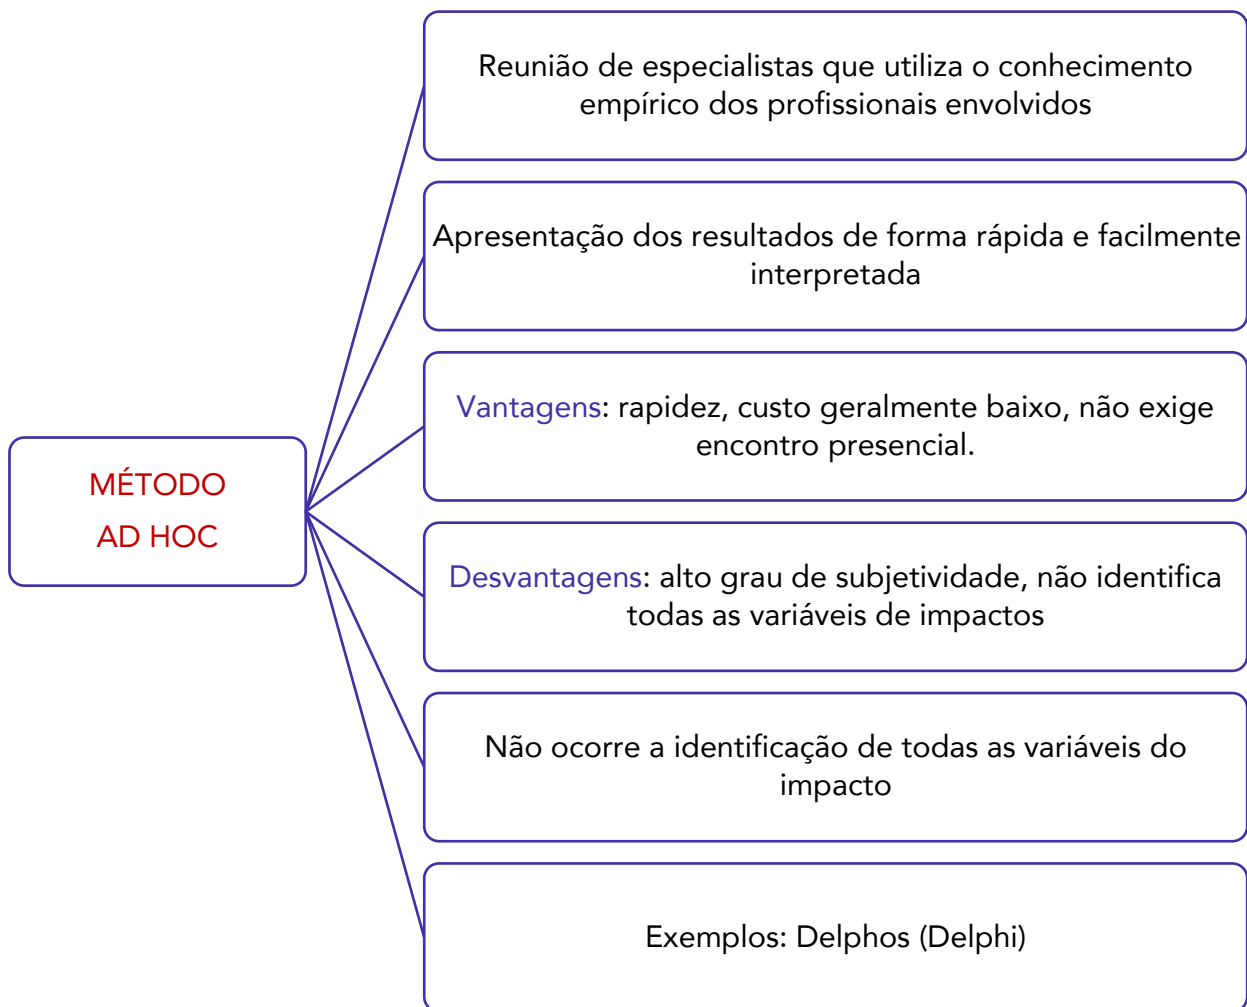 Reunião de especialistas que utiliza o conhecimento
empírico dos profissionais envolvidos
Apresentação dos resultados de forma rápida e facilmente
interpretada
Vantagens: rapidez, custo geralmente baixo, não exige
encontro presencial.
MÉTODO
AD HOC
Desvantagens: alto grau de subjetividade, não identifica
todas as variáveis de impactos
Não ocorre a identificação de todas as variáveis do
impacto
Exemplos: Delphos (Delphi)